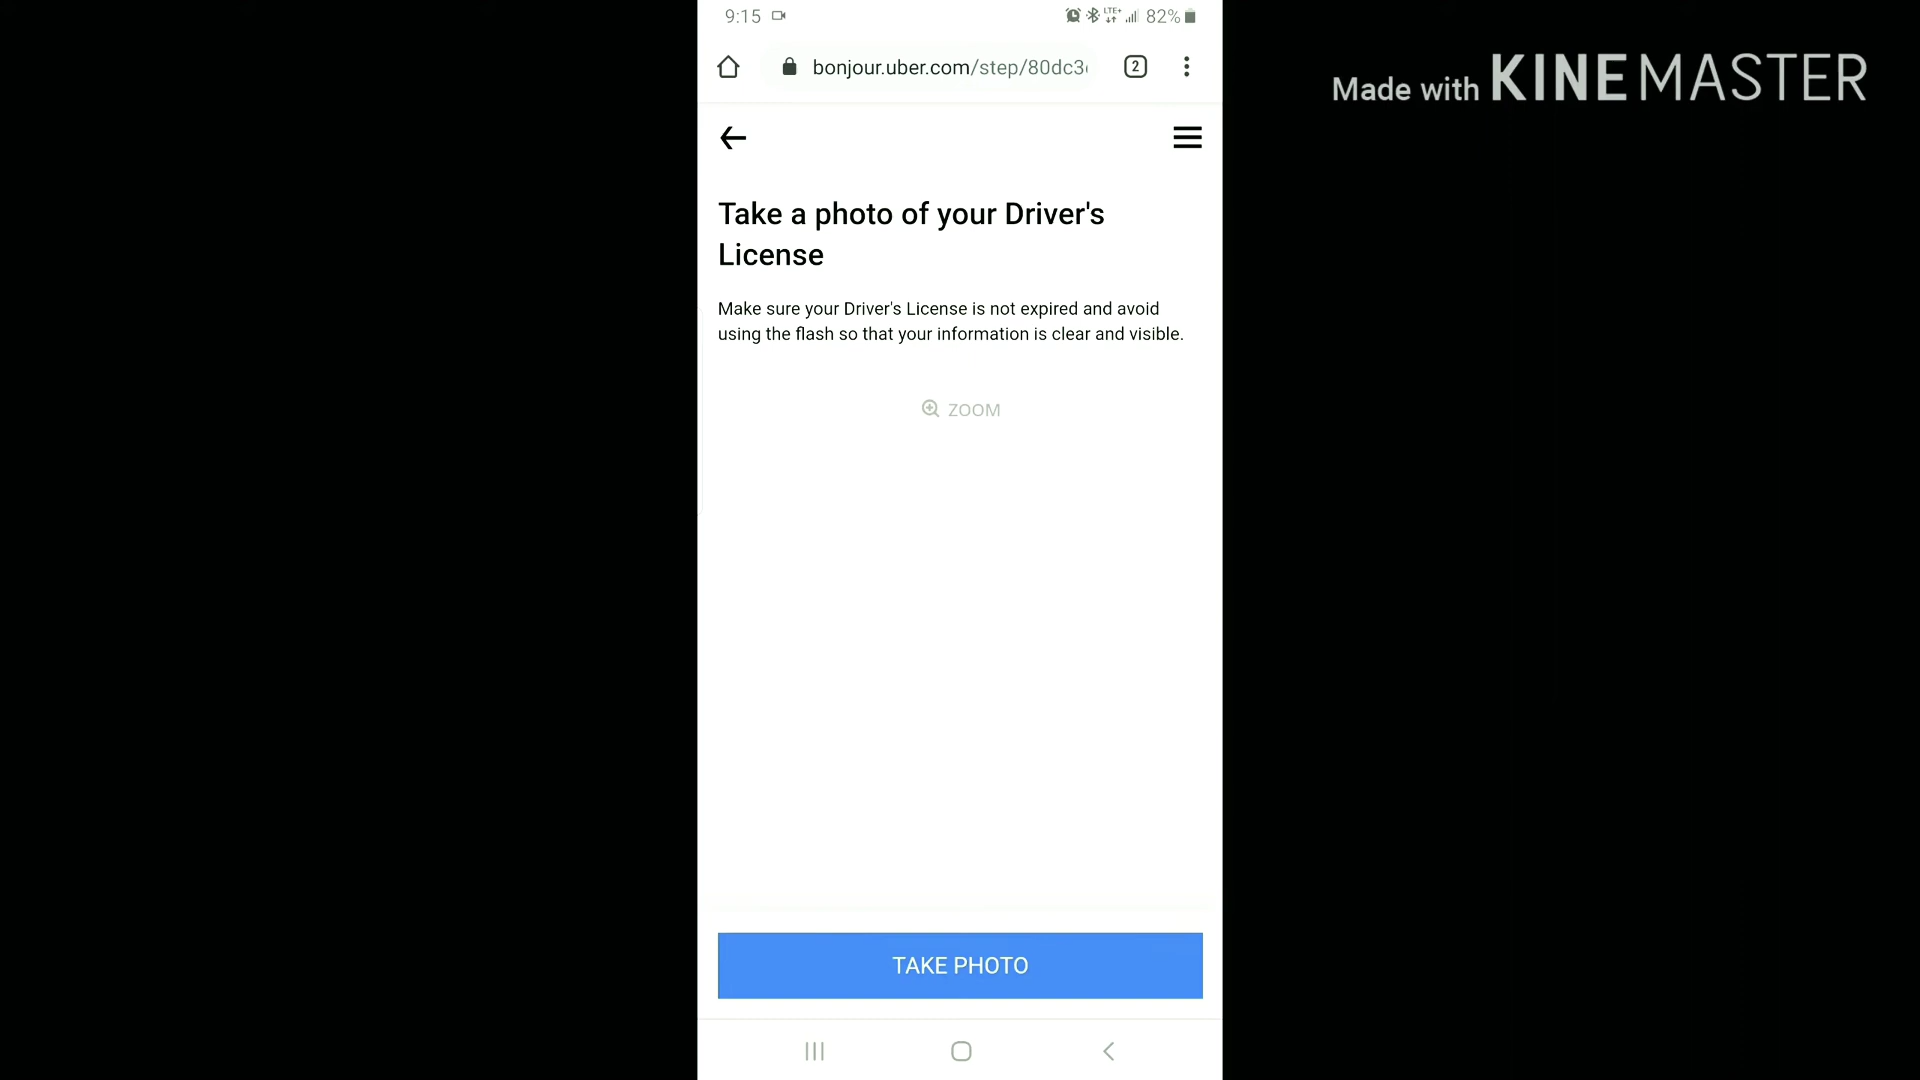 9:15 LTE+ 82%
bonjour.uber.com/step/80dc3
2
Made with KINEMASTER
Take a photo of your Driver's
License
Make sure your Driver's License is not expired and avoid
using the flash so that your information is clear and visible.
ZOOM
TAKE PHOTO